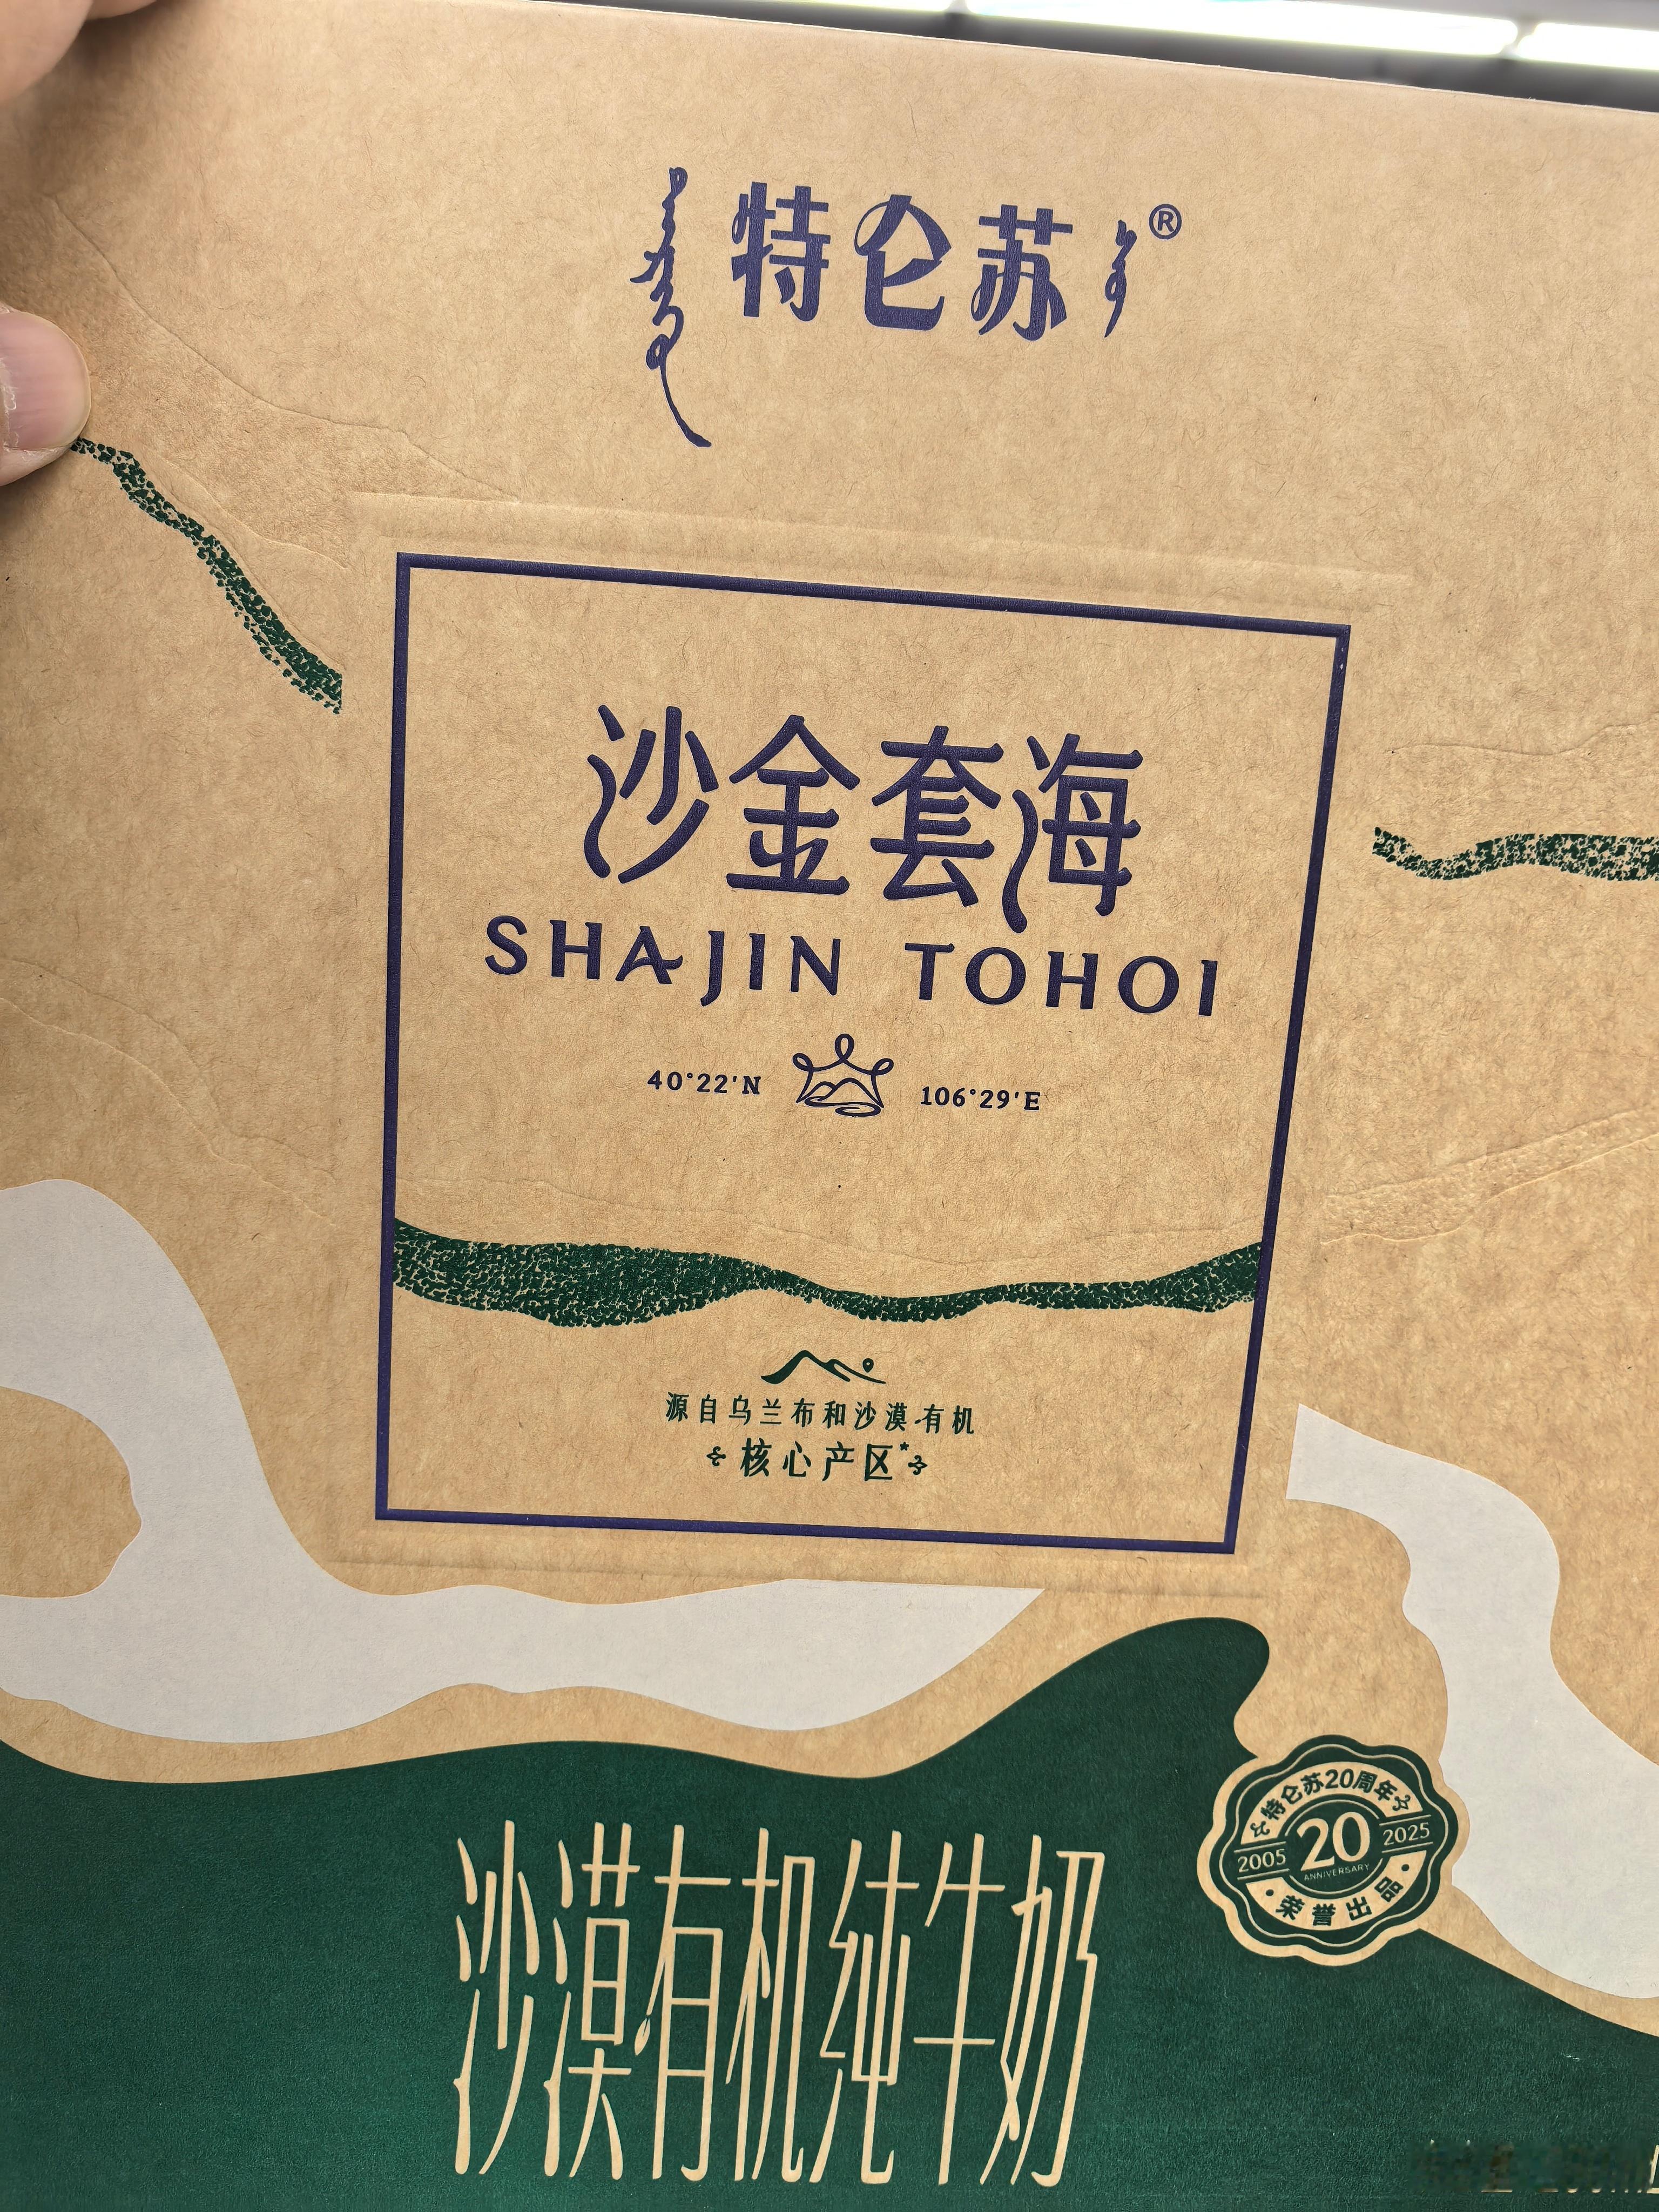 特仑苏®
沙金套海
SHAJIN TOHOI
40°22'N 106°29'E
源自乌兰布和沙漠·有机
核心产区*
特仑苏20周年
2005 20 2025
ANNIVERSARY
荣誉出品
沙漠·有机纯牛奶